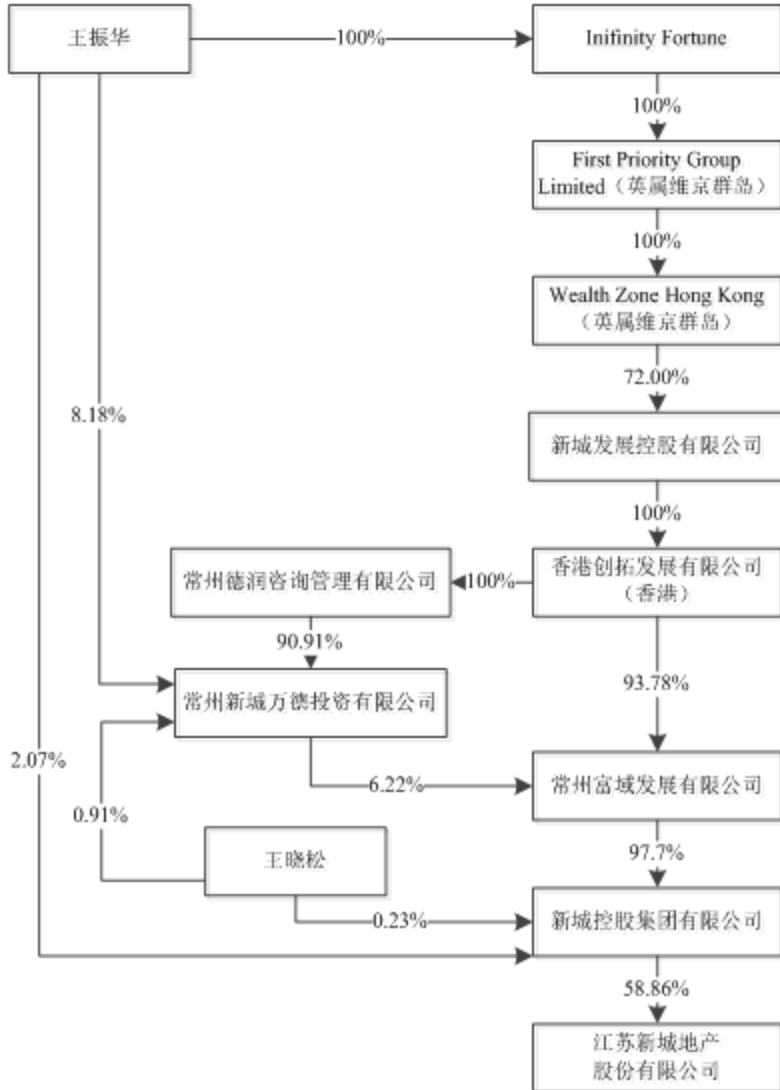 王振华
100%
Inifinity Fortune
100%
First Priority Group
Limited（英属维京群岛）
100%
Wealth Zone Hong Kong
（英属维京群岛）
72.00%
8.18%
新城发展控股有限公司
100%
常州德润咨询管理有限公司
100%
香港创拓发展有限公司
（香港）
90.91%
93.78%
常州新城万德投资有限公司
2.07%
6.22%
常州富域发展有限公司
0.91%
97.7%
王晓松
0.23%
新城控股集团有限公司
58.86%
江苏新城地产
股份有限公司